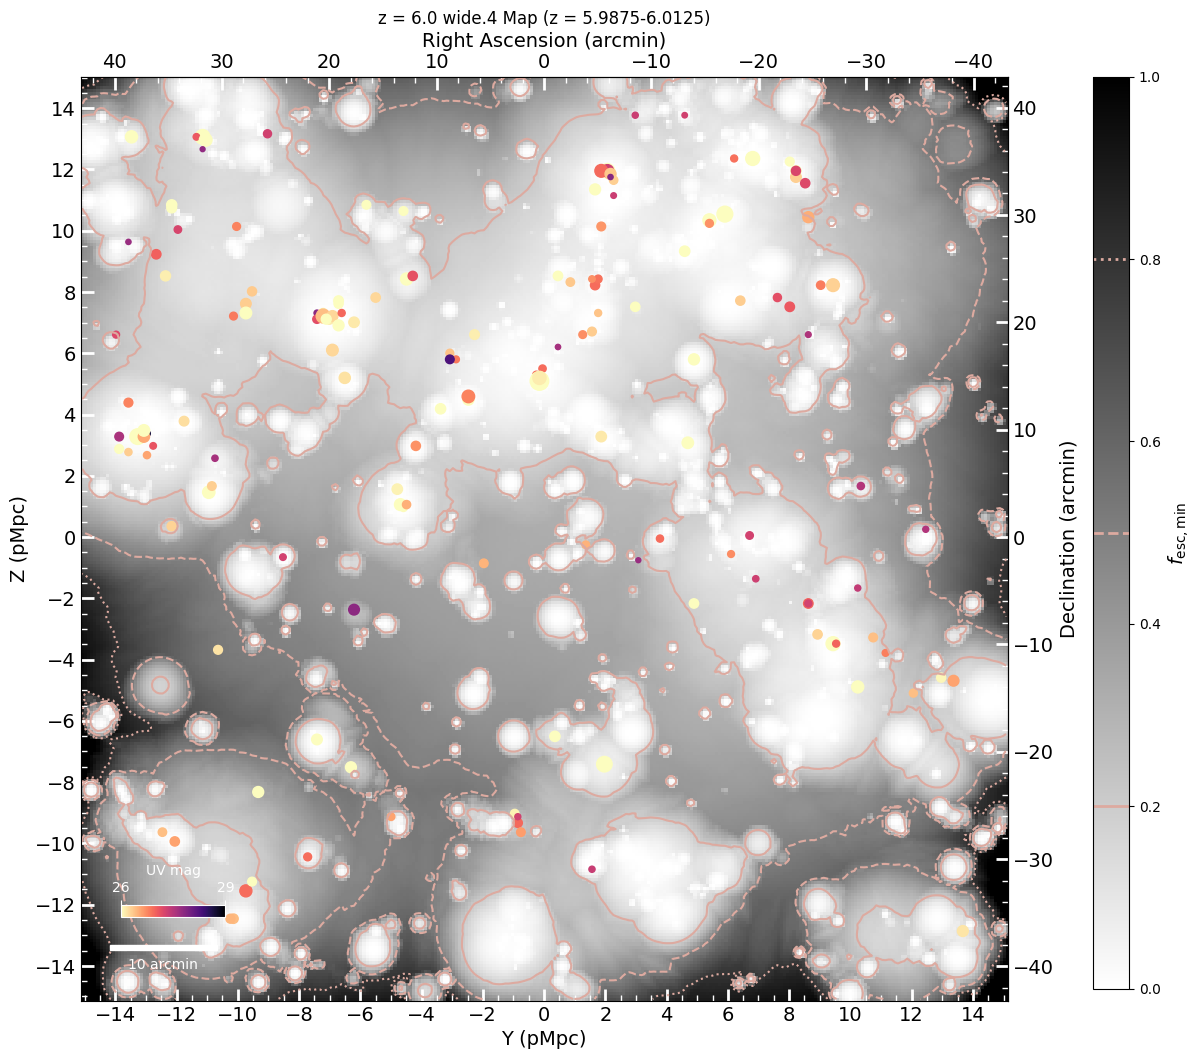 z = 6.0 wide.4 Map (z = 5.9875-6.0125)
Right Ascension (arcmin)
40 30 20 10 0 −10 −20 −30 −40
14 12 10 8 6 4 2 0 −2 −4 −6 −8 −10 −12 −14
Z (pMpc)
UV mag
26 29
10 arcmin
−14 −12 −10 −8 −6 −4 −2 0 2 4 6 8 10 12 14
Y (pMpc)
40 30 20 10 0 −10 −20 −30 −40
Declination (arcmin)
1.0 0.8 0.6 0.4 0.2 0.0
fesc,min